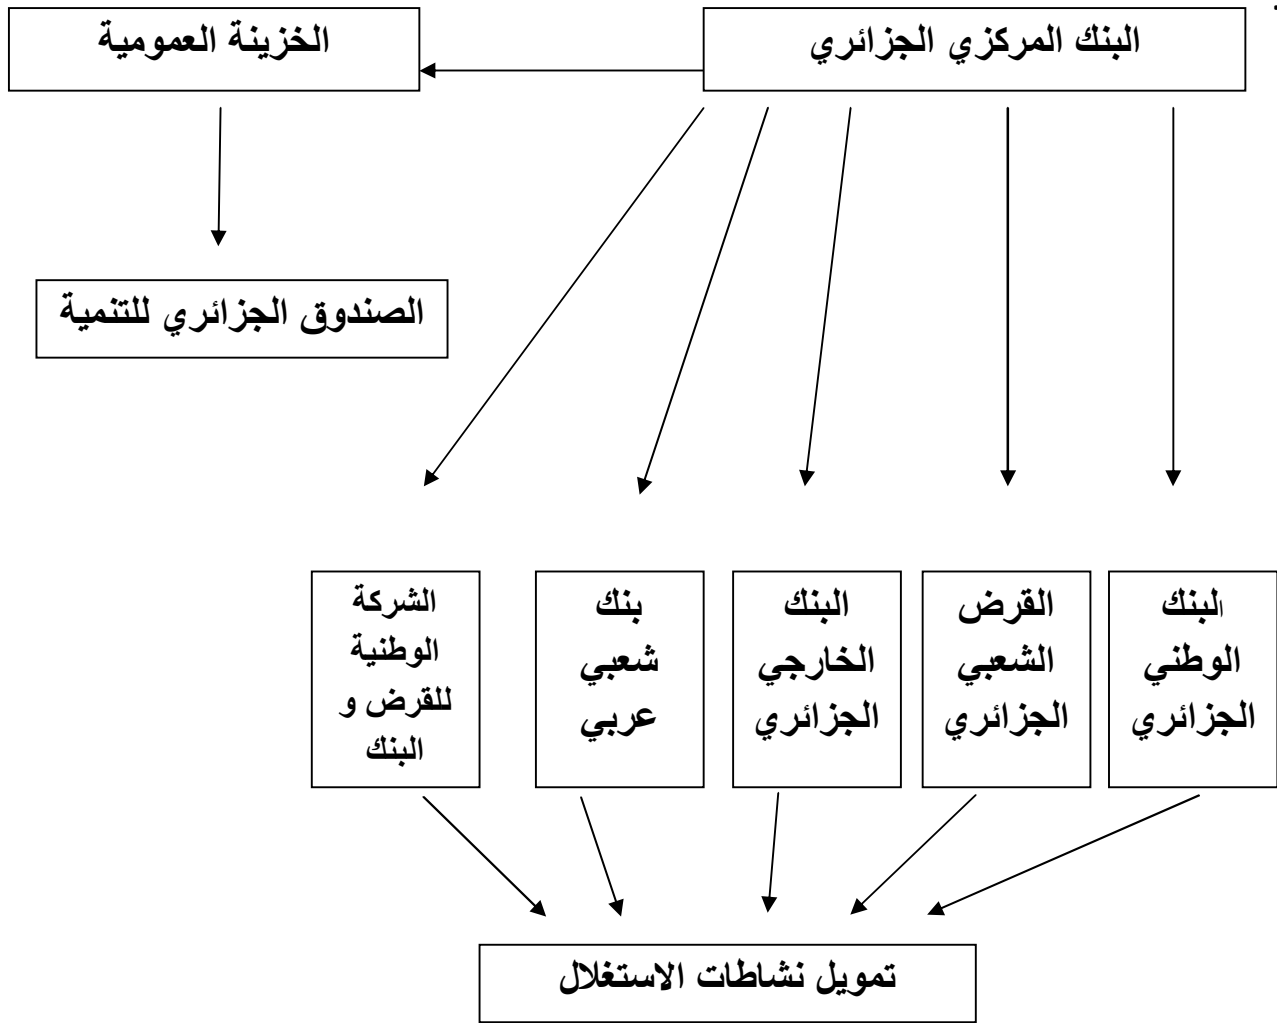 البنك المركزي الجزائري
الخزينة العمومية
الصندوق الجزائري للتنمية
البنك
الوطني
الجزائري
القرض
الشعبي
الجزائري
البنك
الخارجي
الجزائري
بنك
شعبي
عربي
الشركة
الوطنية
للقرض و
البنك
تمويل نشاطات الاستغلال